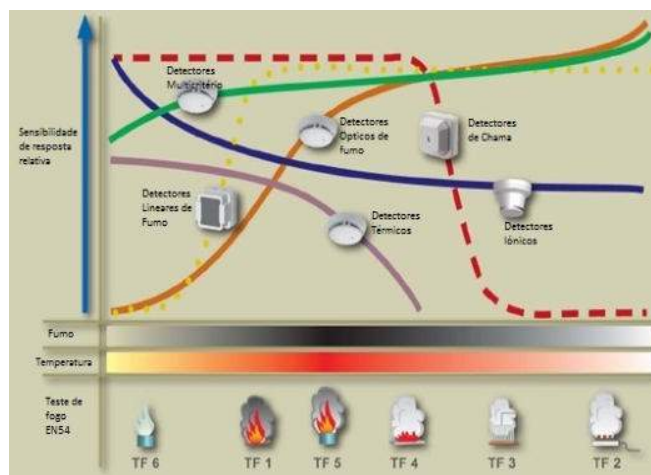 Detectores
Multicritério
Sensibilidade
de resposta
relativa
Detectores
Opticos de
fumo
Detectores
de Chama
Detectores
Lineares de
Fumo
Detectores
Térmicos
Detectores
Iónicos
Fumo
Temperatura
Teste de
fogo
EN54
TF 6
TF 1
TF 5
TF 4
TF 3
TF 2